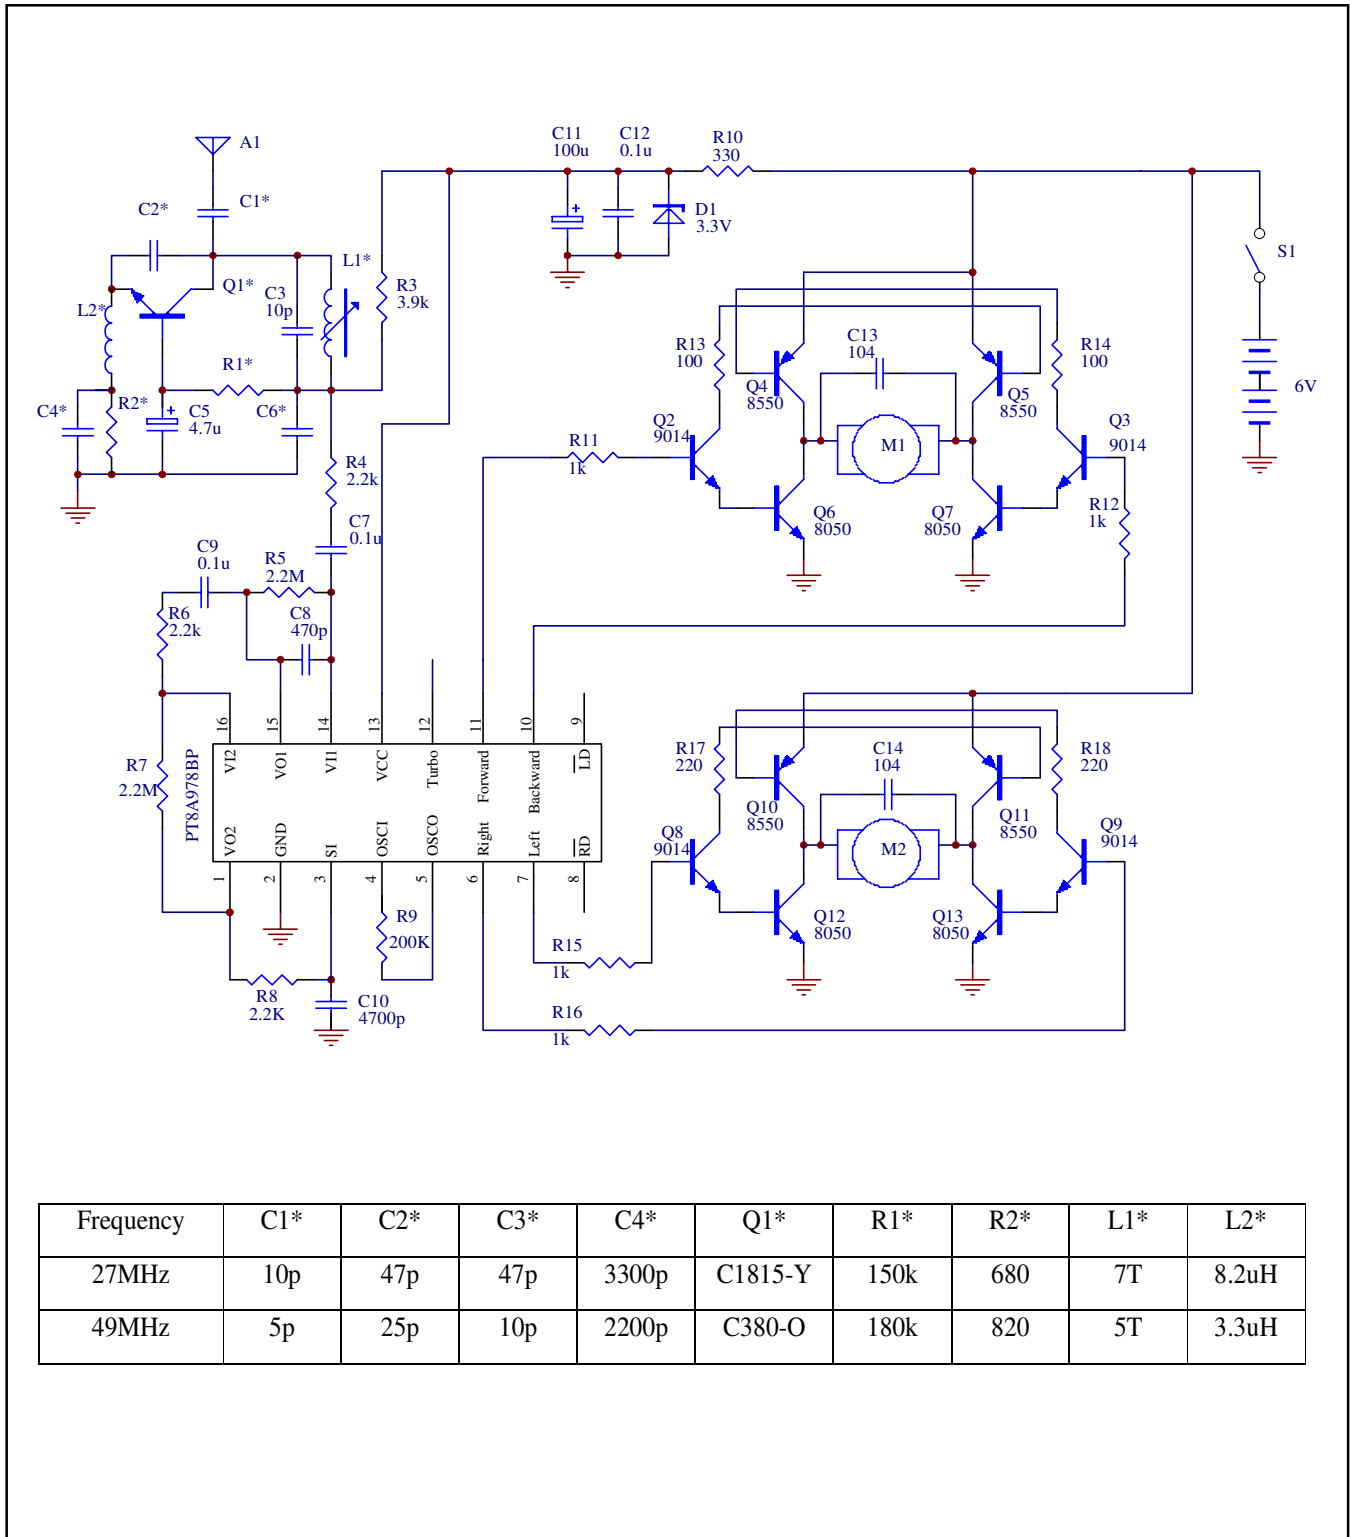 A1
C1*
C2*
Q1*
L2*
C3
10p
L1*
R3
3.9k
C11
100u
C12
0.1u
R10
330
D1
3.3V
S1
6V
R1*
C4*
R2*
C5
4.7u
C6*
R4
2.2k
C7
0.1u
R13
100
C13
104
R14
100
Q4
8550
Q5
8550
Q2
9014
M1
Q3
9014
R11
1k
R12
1k
Q6
8050
Q7
8050
C9
0.1u
R5
2.2M
C8
470p
R6
2.2k
R7
2.2M
PT8A978BP
16
15
14
13
12
11
10
9
VI2
VO1
VI1
VCC
Turbo
Forward
Backward
LD
VO2
GND
SI
OSCI
OSCO
Right
Left
RD
1
2
3
4
5
6
7
8
R9
200K
R8
2.2K
C10
4700p
R15
1k
R16
1k
R17
220
C14
104
R18
220
Q10
8550
Q11
8550
Q8
9014
M2
Q9
9014
Q12
8050
Q13
8050
Frequency C1* C2* C3* C4* Q1* R1* R2* L1* L2*
27MHz 10p 47p 47p 3300p C1815-Y 150k 680 7T 8.2uH
49MHz 5p 25p 10p 2200p C380-O 180k 820 5T 3.3uH